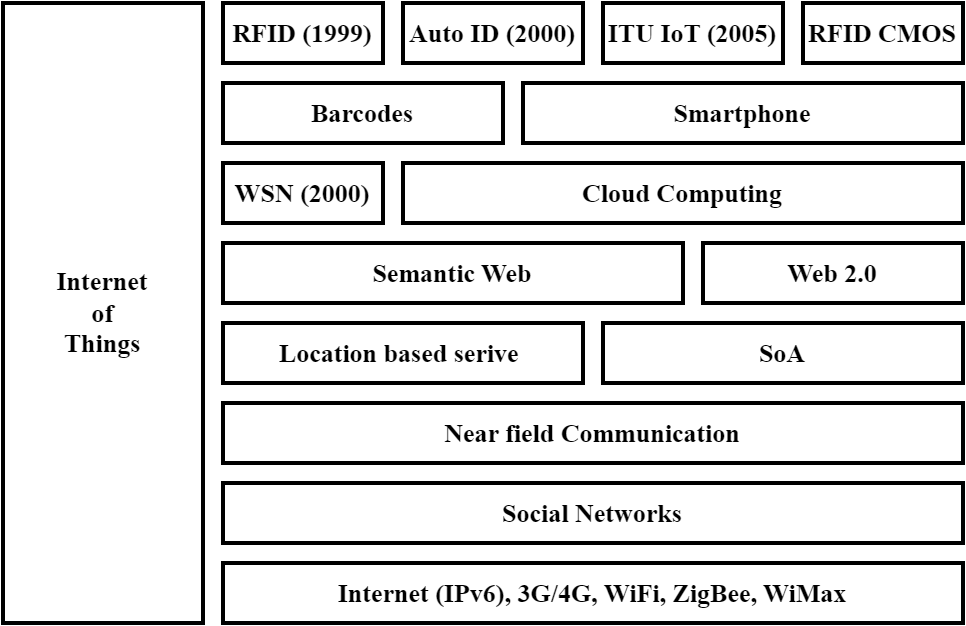 Internet
of
Things
RFID (1999)
Auto ID (2000)
ITU IoT (2005)
RFID CMOS
Barcodes
Smartphone
WSN (2000)
Cloud Computing
Semantic Web
Web 2.0
Location based serive
SoA
Near field Communication
Social Networks
Internet (IPv6), 3G/4G, WiFi, ZigBee, WiMax